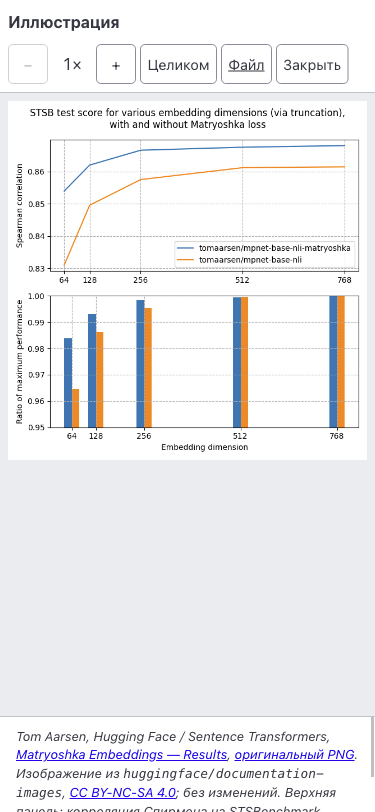 Иллюстрация
− 1× + Целиком Файл Закрыть
STSB test score for various embedding dimensions (via truncation),
with and without Matryoshka loss
Spearman correlation
0.86
0.85
0.84
0.83
tomaarsen/mpnet-base-nli-matryoshka
tomaarsen/mpnet-base-nli
64 128 256 512 768
Ratio of maximum performance
1.00
0.99
0.98
0.97
0.96
0.95
64 128 256 512 768
Embedding dimension
Tom Aarsen, Hugging Face / Sentence Transformers,
Matryoshka Embeddings — Results, оригинальный PNG.
Изображение из huggingface/documentation-
images, CC BY-NC-SA 4.0; без изменений. Верхняя
панель: корреляция Спирмена на STSBenchmark